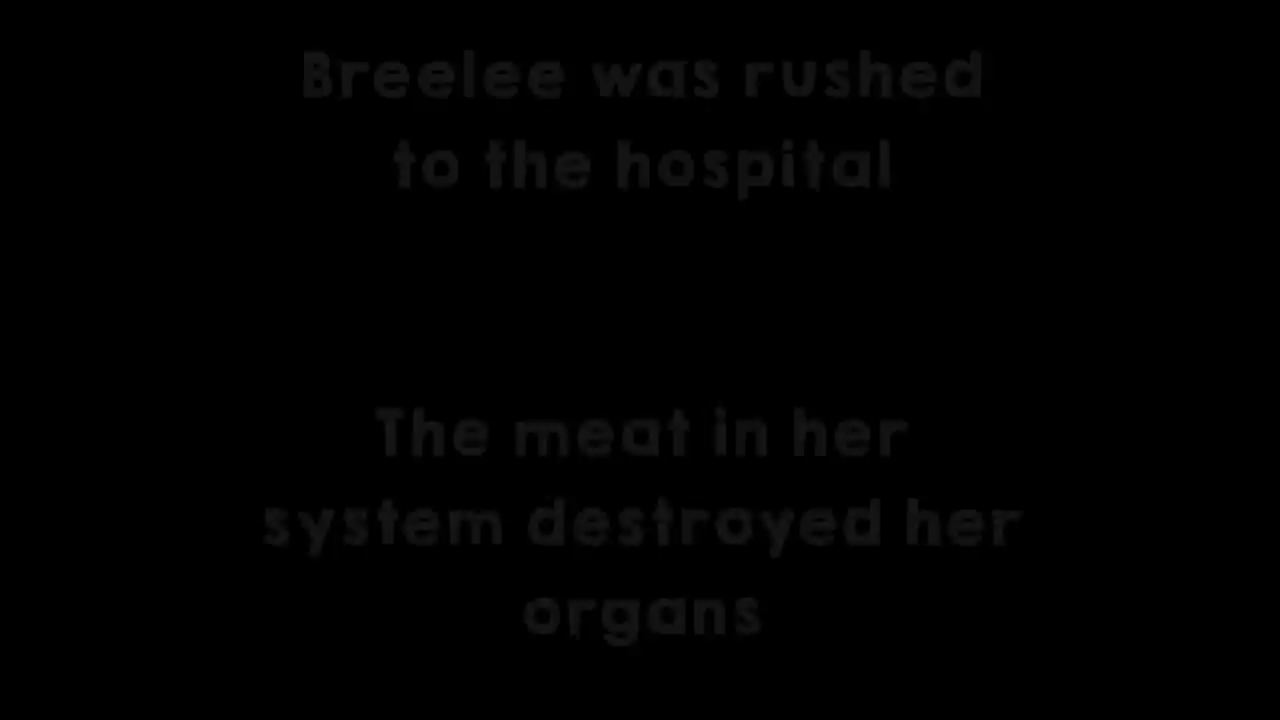 Breelee was rushed
to the hospital
The meat in her
system destroyed her
organs